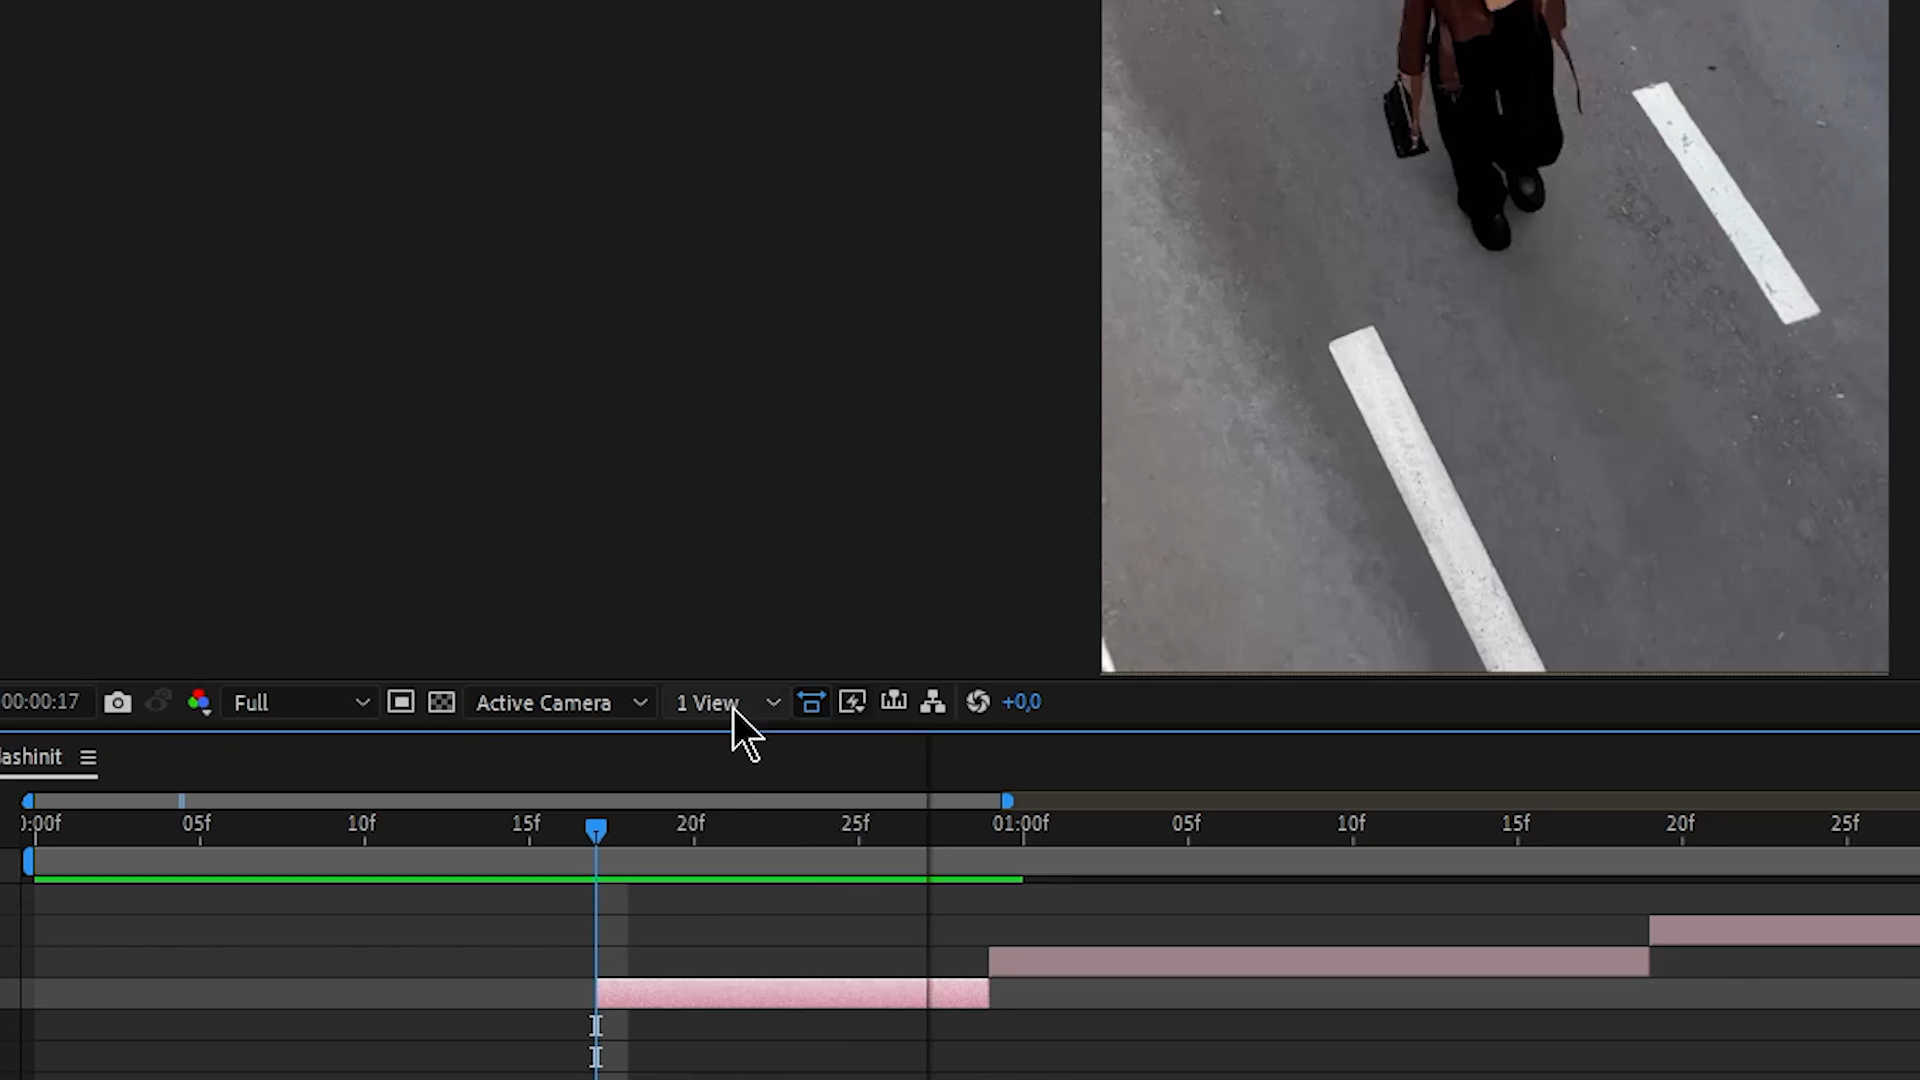 00:00:17 Full Active Camera 1 View +0,0
lashinit
):00f 05f 10f 15f 20f 25f 01:00f 05f 10f 15f 20f 25f